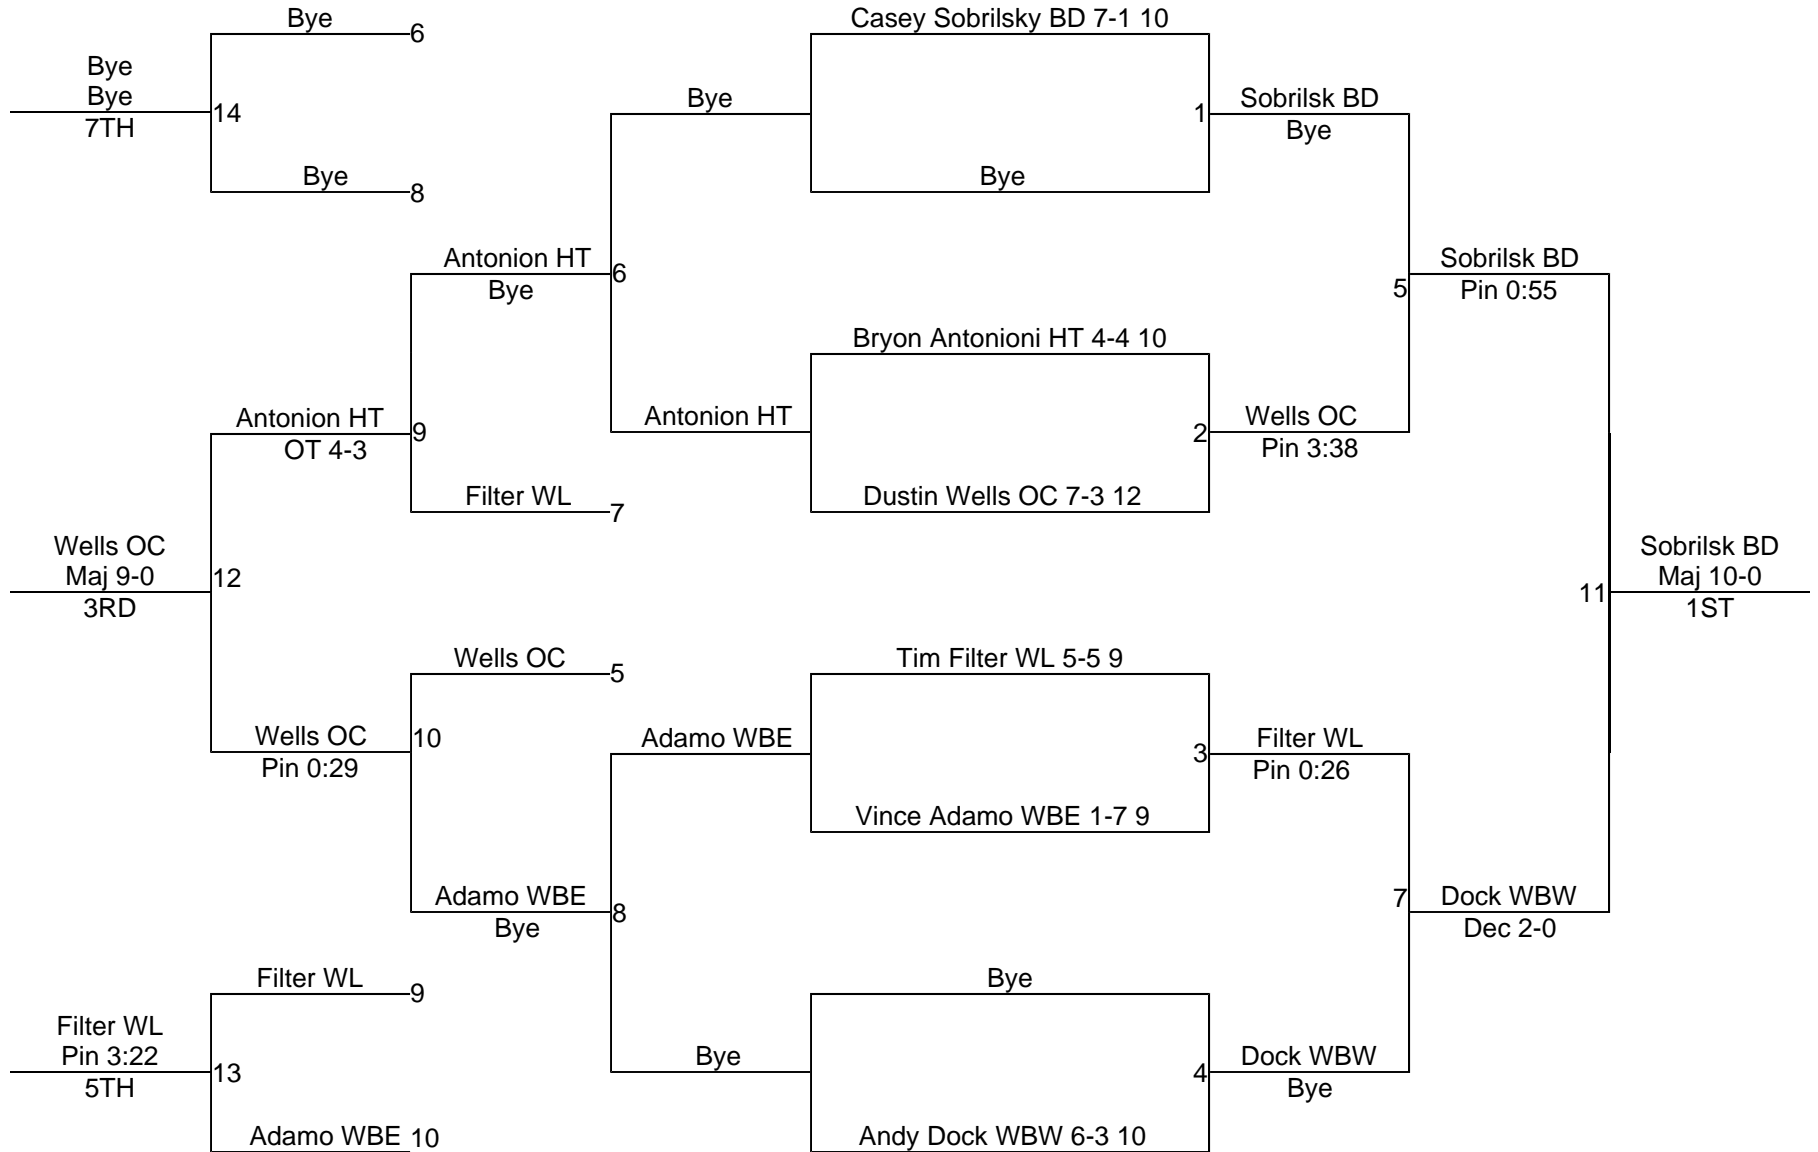 Bye
6
Casey Sobrilsky BD 7-1 10
Bye
Bye
7TH
14
Bye
1
Sobrilsk BD
Bye
Bye
8
Bye
Antonion HT
Bye
6
Sobrilsk BD
Pin 0:55
5
Bryon Antonioni HT 4-4 10
Antonion HT
OT 4-3
9
Antonion HT
2
Wells OC
Pin 3:38
Filter WL
7
Dustin Wells OC 7-3 12
Wells OC
Maj 9-0
3RD
12
11
Sobrilsk BD
Maj 10-0
1ST
Wells OC
5
Tim Filter WL 5-5 9
Wells OC
Pin 0:29
10
Adamo WBE
3
Filter WL
Pin 0:26
Vince Adamo WBE 1-7 9
Adamo WBE
Bye
8
7
Dock WBW
Dec 2-0
Filter WL
9
Bye
Filter WL
Pin 3:22
5TH
13
Bye
4
Dock WBW
Bye
Adamo WBE 10
Andy Dock WBW 6-3 10